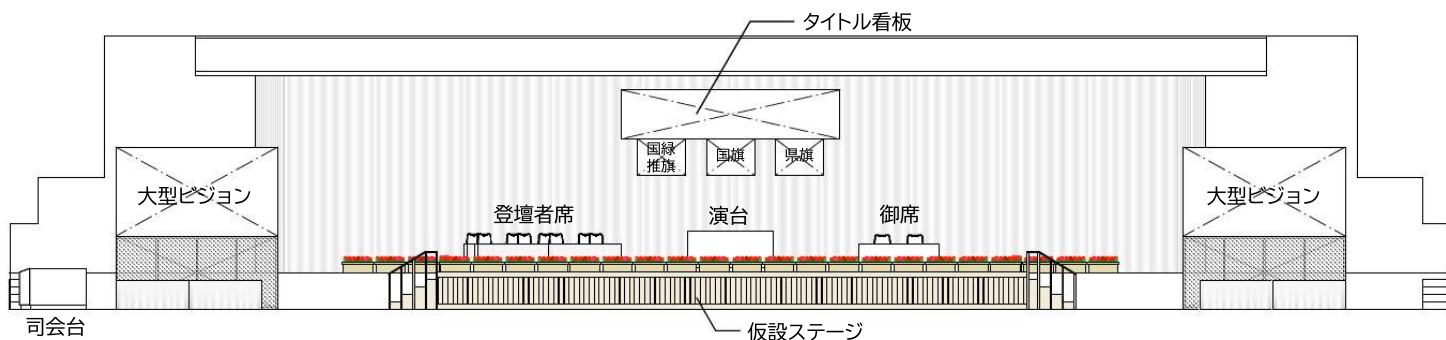 タイトル看板
国緑
推旗
国旗
県旗
大型ビジョン
大型ビジョン
登壇者席
演台
御席
司会台
仮設ステージ